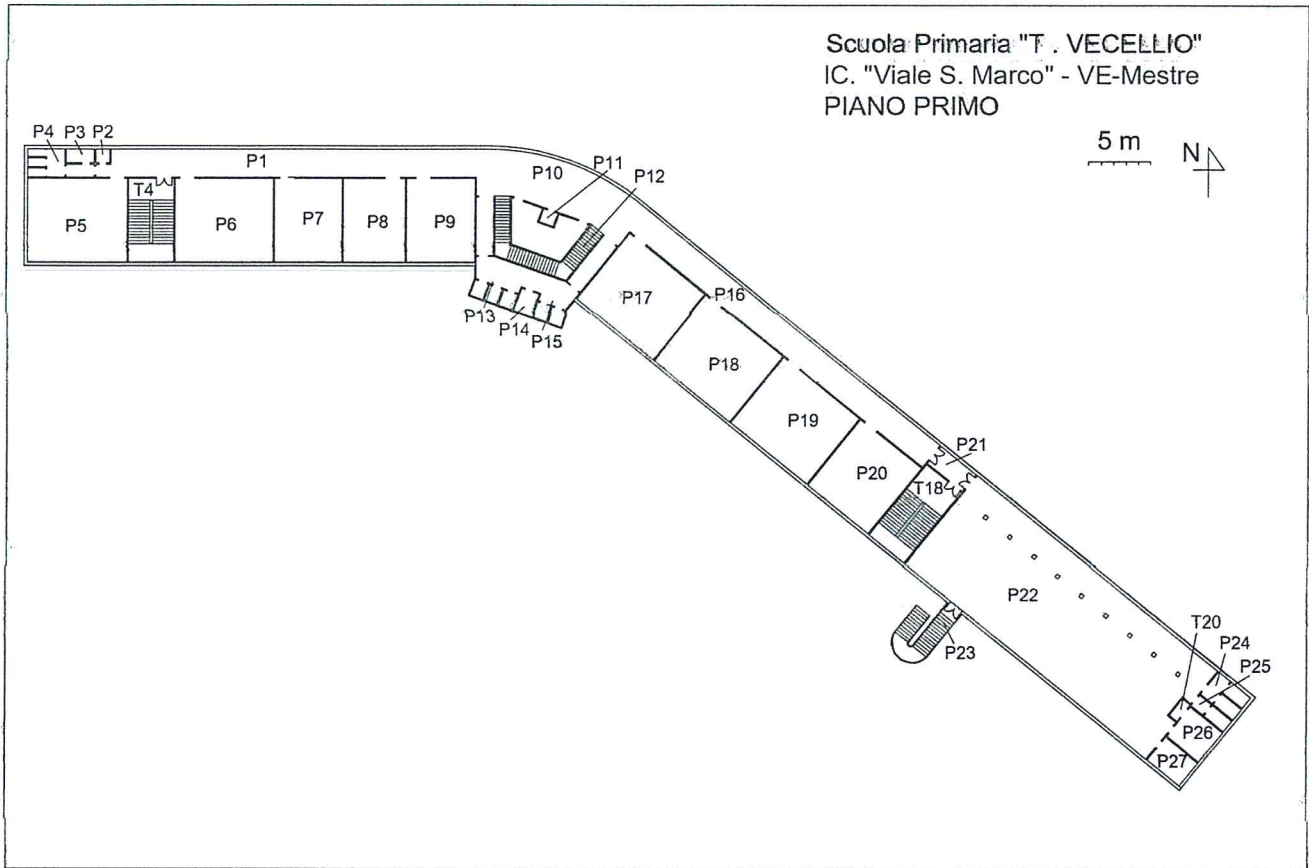 Scuola Primaria "T . VECELLIO"
IC. "Viale S. Marco" - VE-Mestre
PIANO PRIMO
5 m
N
P4 P3 P2
P1
P10
P11
P12
T4
P5
P6
P7
P8
P9
P13
P14
P15
P17
P16
P18
P19
P20
P21
T18
P22
P23
T20
P24
P25
P26
P27